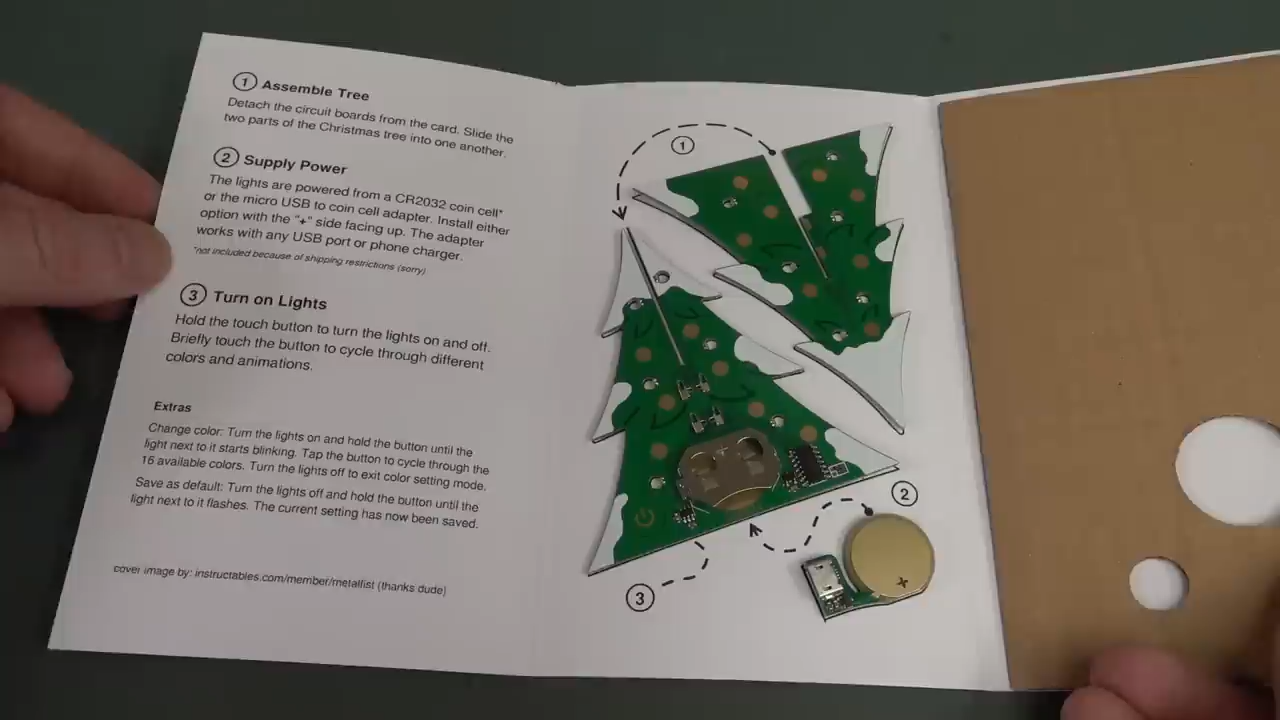 1 Assemble Tree
Detach the circuit boards from the card. Slide the
two parts of the Christmas tree into one another.
2 Supply Power
The lights are powered from a CR2032 coin cell*
or the micro USB to coin cell adapter. Install either
option with the "+" side facing up. The adapter
works with any USB port or phone charger.
*not included because of shipping restrictions (sorry)
3 Turn on Lights
Hold the touch button to turn the lights on and off.
Briefly touch the button to cycle through different
colors and animations.
Extras
Change color: Turn the lights on and hold the button until the
light next to it starts blinking. Tap the button to cycle through the
16 available colors. Turn the lights off to exit color setting mode.
Save as default: Turn the lights off and hold the button until the
light next to it flashes. The current setting has now been saved.
cover image by: instructables.com/member/metallist (thanks dude)
1
2
3
+